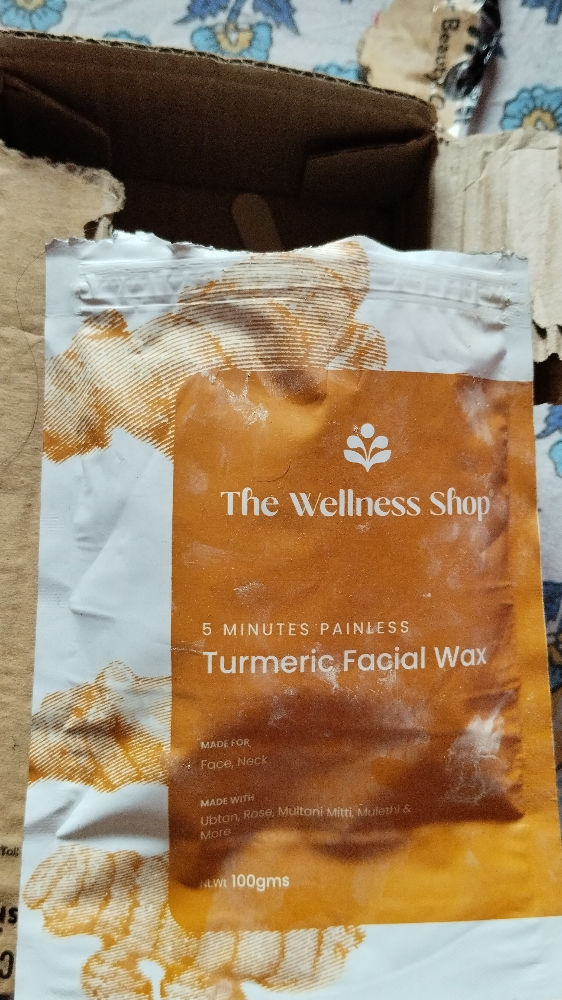 Beauty
The Wellness Shop
5 MINUTES PAINLESS
Turmeric Facial Wax
MADE FOR
Face, Neck
MADE WITH
Ubtan, Rose, Multani Mitti, Mulethi &
More
N.Wt 100gms